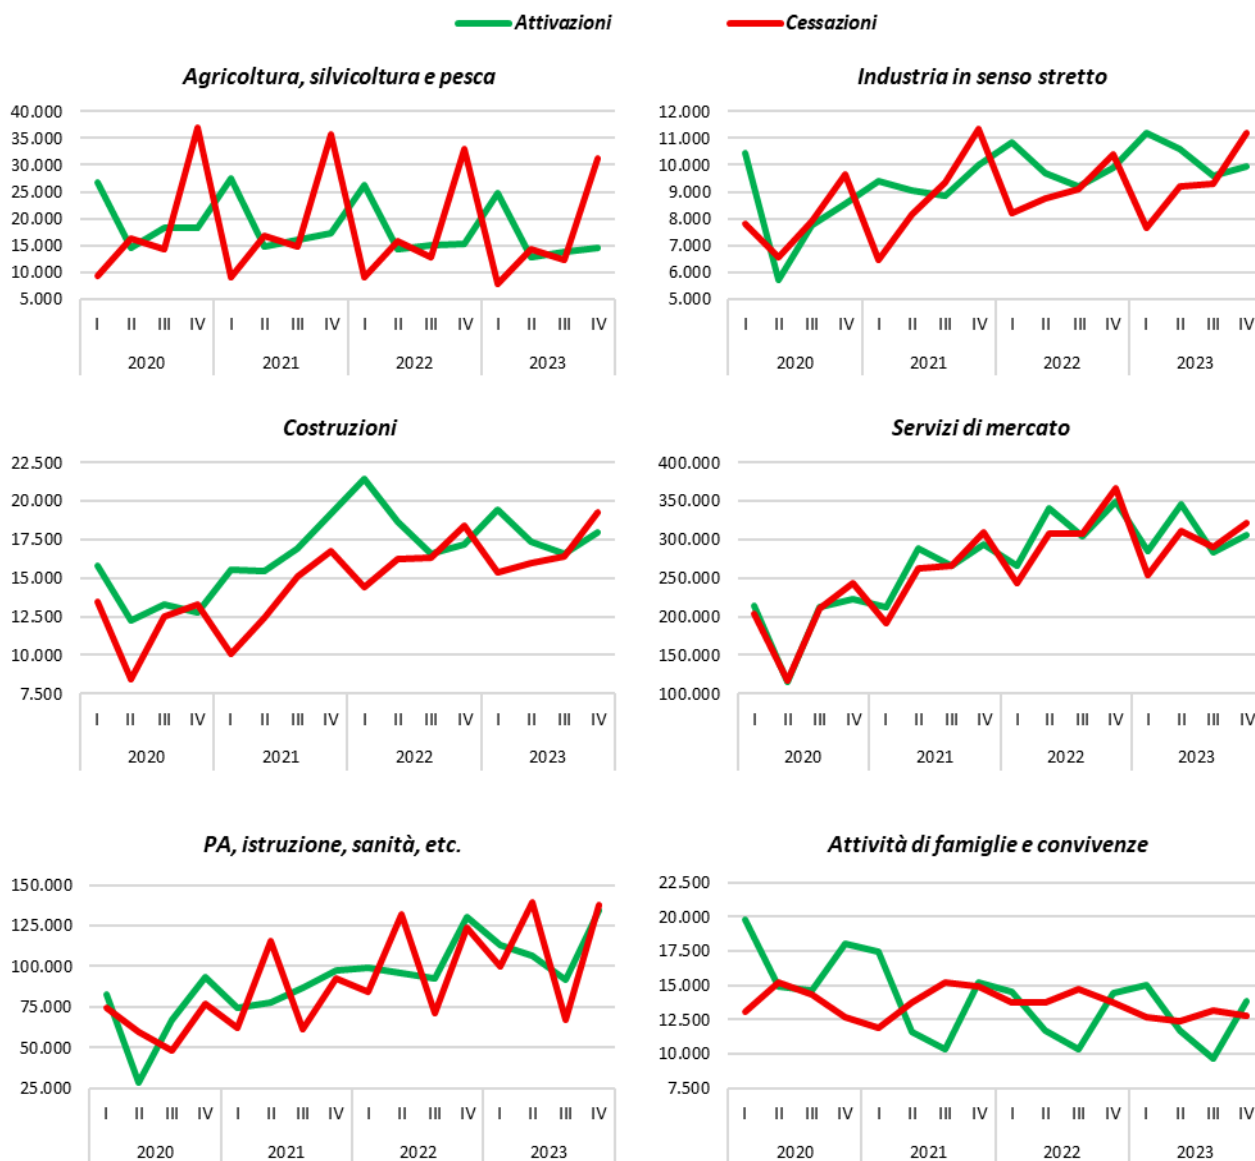 Attivazioni Cessazioni
Agricoltura, silvicoltura e pesca
40.000
35.000
30.000
25.000
20.000
15.000
10.000
5.000
I II III IV I II III IV I II III IV I II III IV
2020 2021 2022 2023
Industria in senso stretto
12.000
11.000
10.000
9.000
8.000
7.000
6.000
5.000
I II III IV I II III IV I II III IV I II III IV
2020 2021 2022 2023
Costruzioni
22.500
20.000
17.500
15.000
12.500
10.000
7.500
I II III IV I II III IV I II III IV I II III IV
2020 2021 2022 2023
Servizi di mercato
400.000
350.000
300.000
250.000
200.000
150.000
100.000
I II III IV I II III IV I II III IV I II III IV
2020 2021 2022 2023
PA, istruzione, sanità, etc.
150.000
125.000
100.000
75.000
50.000
25.000
I II III IV I II III IV I II III IV I II III IV
2020 2021 2022 2023
Attività di famiglie e convivenze
22.500
20.000
17.500
15.000
12.500
10.000
7.500
I II III IV I II III IV I II III IV I II III IV
2020 2021 2022 2023